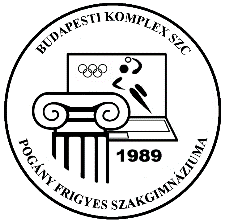 BUDAPESTI KOMPLEX SZC
1989
POGÁNY FRIGYES SZAKGIMNÁZIUMA